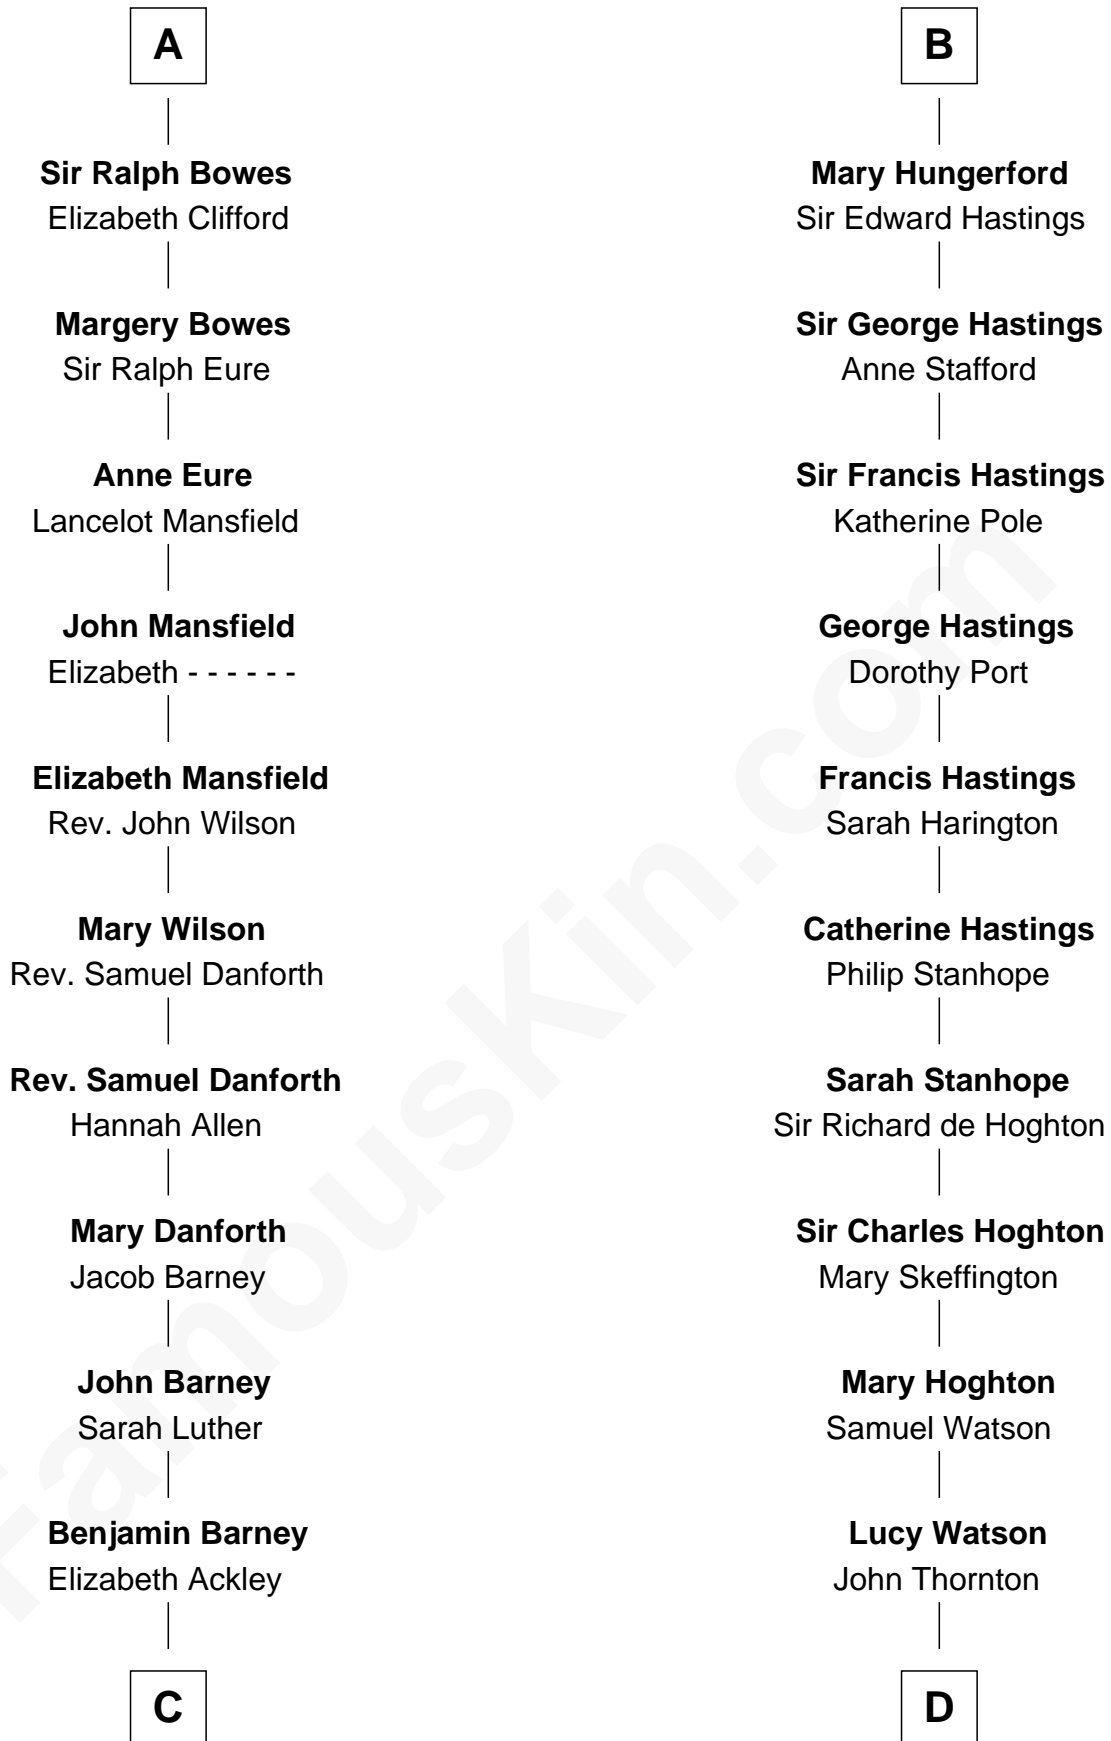 A
Sir Ralph Bowes
Elizabeth Clifford
Margery Bowes
Sir Ralph Eure
Anne Eure
Lancelot Mansfield
John Mansfield
Elizabeth - - - - - -
Elizabeth Mansfield
Rev. John Wilson
Mary Wilson
Rev. Samuel Danforth
Rev. Samuel Danforth
Hannah Allen
Mary Danforth
Jacob Barney
John Barney
Sarah Luther
Benjamin Barney
Elizabeth Ackley
C
B
Mary Hungerford
Sir Edward Hastings
Sir George Hastings
Anne Stafford
Sir Francis Hastings
Katherine Pole
George Hastings
Dorothy Port
Francis Hastings
Sarah Harington
Catherine Hastings
Philip Stanhope
Sarah Stanhope
Sir Richard de Hoghton
Sir Charles Hoghton
Mary Skeffington
Mary Hoghton
Samuel Watson
Lucy Watson
John Thornton
D
FamousKin.com